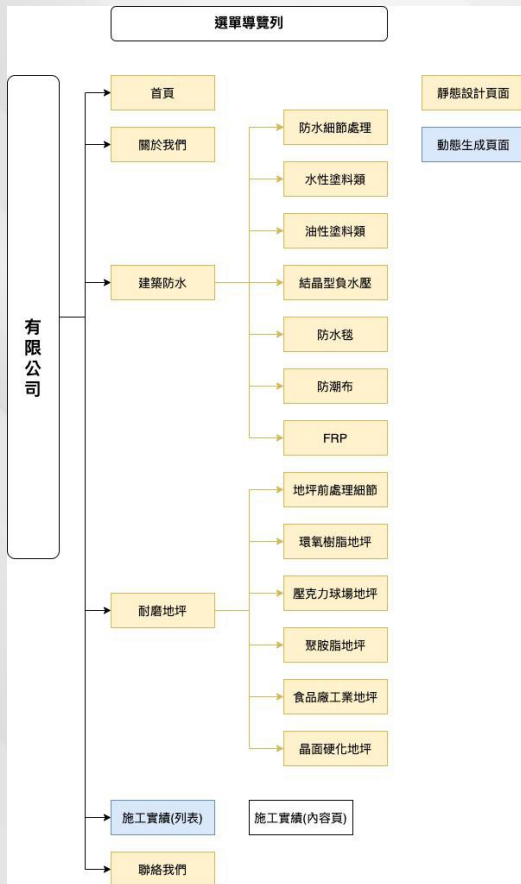 選單導覽列
有限公司
首頁
靜態設計頁面
關於我們
動態生成頁面
建築防水
防水細節處理
水性塗料類
油性塗料類
結晶型負水壓
防水毯
防潮布
FRP
耐磨地坪
地坪前處理細節
環氧樹脂地坪
壓克力球場地坪
聚胺脂地坪
食品廠工業地坪
晶面硬化地坪
施工實績(列表)
施工實績(內容頁)
聯絡我們